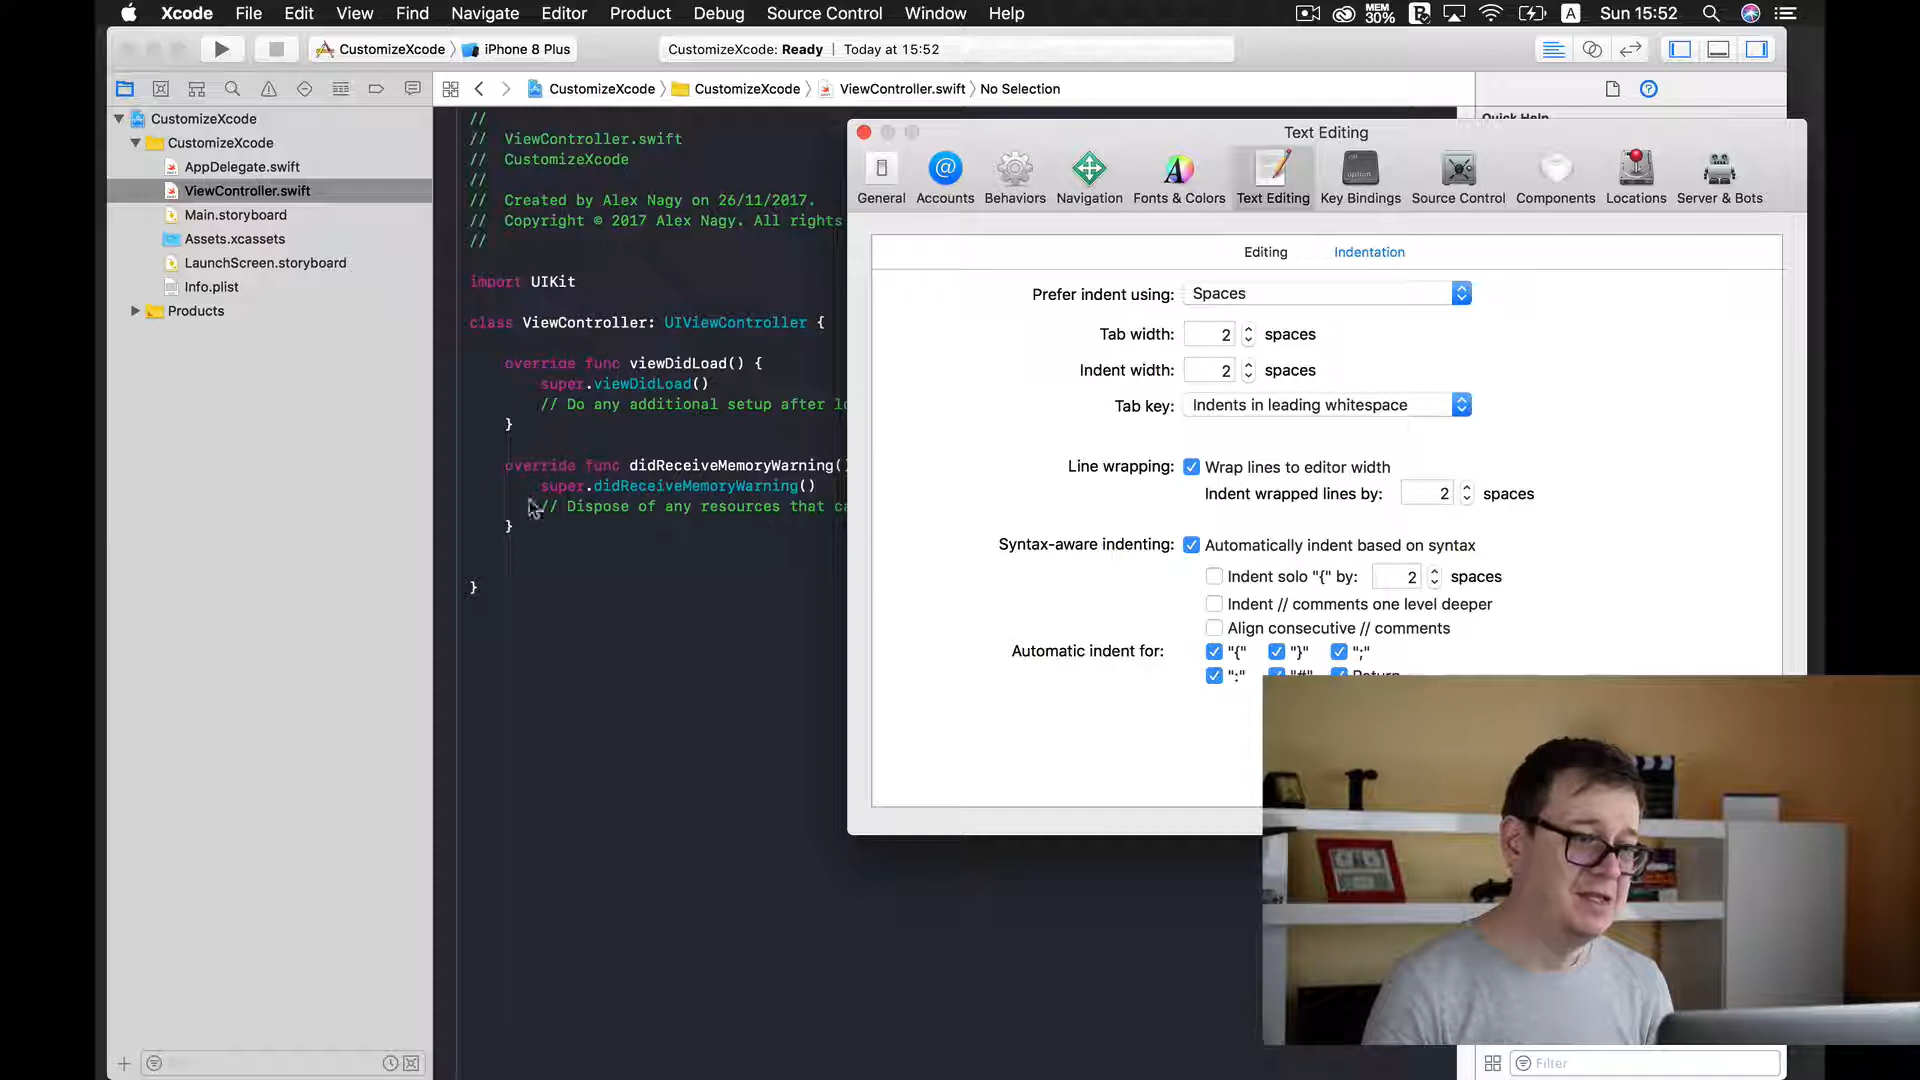 Xcode File Edit View Find Navigate Editor Product Debug Source Control Window Help MEM 30% A Sun 15:52
CustomizeXcode iPhone 8 Plus
CustomizeXcode: Ready | Today at 15:52
CustomizeXcode CustomizeXcode ViewController.swift No Selection
CustomizeXcode
CustomizeXcode
AppDelegate.swift
ViewController.swift
Main.storyboard
Assets.xcassets
LaunchScreen.storyboard
Info.plist
Products
//
// ViewController.swift
// CustomizeXcode
//
// Created by Alex Nagy on 26/11/2017.
// Copyright © 2017 Alex Nagy. All rights
//
import UIKit
class ViewController: UIViewController {
override func viewDidLoad() {
super.viewDidLoad()
// Do any additional setup after
}
override func didReceiveMemoryWarning()
super.didReceiveMemoryWarning()
// Dispose of any resources that
}
}
Quick Help
Text Editing
General Accounts Behaviors Navigation Fonts & Colors Text Editing Key Bindings Source Control Components Locations Server & Bots
option
Editing Indentation
Prefer indent using: Spaces
Tab width: 2 spaces
Indent width: 2 spaces
Tab key: Indents in leading whitespace
Line wrapping: Wrap lines to editor width
Indent wrapped lines by: 2 spaces
Syntax-aware indenting: Automatically indent based on syntax
Indent solo "{" by: 2 spaces
Indent // comments one level deeper
Align consecutive // comments
Automatic indent for: "{" "}" ";"
":" "#" Return
Filter